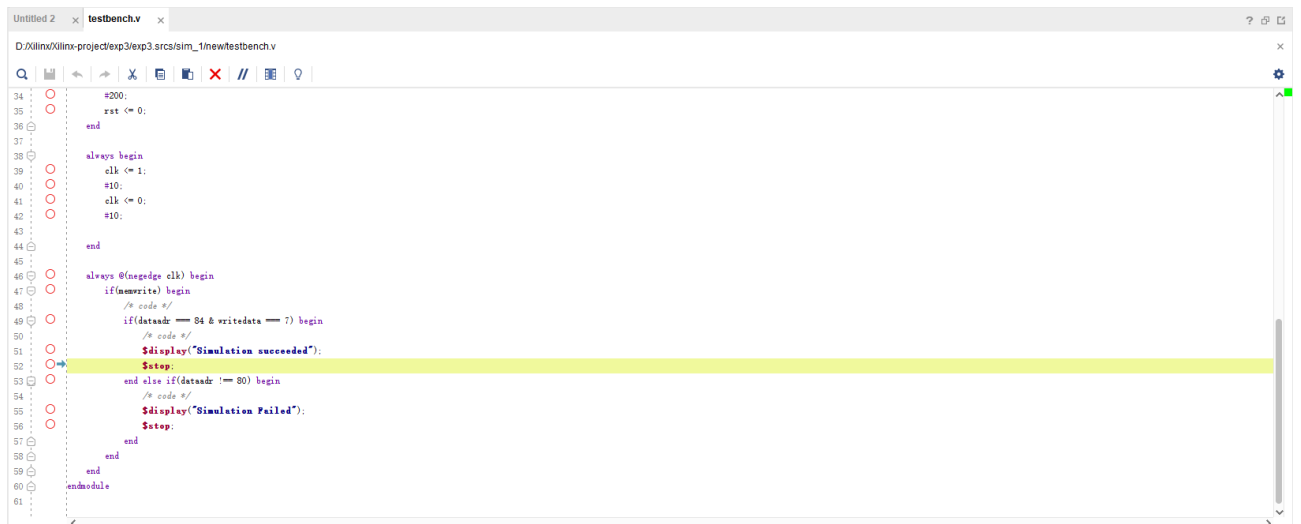 Untitled 2 × testbench.v ×
D:/Xilinx/Xilinx-project/exp3/exp3.srcs/sim_1/new/testbench.v
34 #200;
35 rst <= 0;
36 end
37
38 always begin
39 clk <= 1;
40 #10;
41 clk <= 0;
42 #10;
43
44 end
45
46 always @(negedge clk) begin
47 if(memwrite) begin
48 /* code */
49 if(dataadr === 84 & writedata === 7) begin
50 /* code */
51 $display("Simulation succeeded");
52 $stop;
53 end else if(dataadr !== 80) begin
54 /* code */
55 $display("Simulation Failed");
56 $stop;
57 end
58 end
59 end
60 endmodule
61